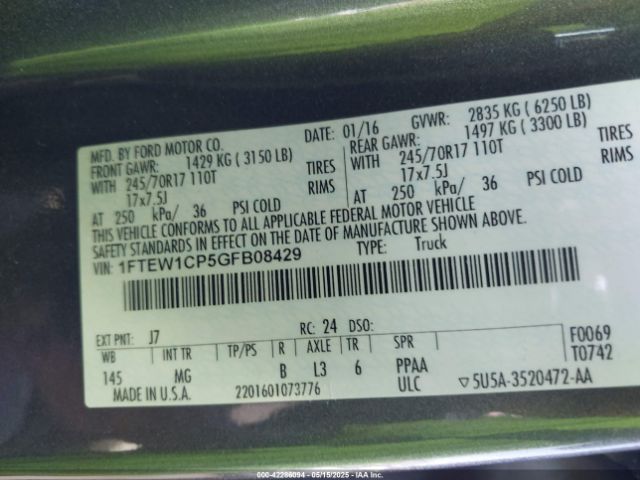 MFD. BY FORD MOTOR CO. DATE: 01/16 GVWR: 2835 KG ( 6250 LB)
FRONT GAWR: 1429 KG ( 3150 LB) REAR GAWR: 1497 KG ( 3300 LB)
WITH 245/70R17 110T TIRES WITH 245/70R17 110T TIRES
17x7.5J RIMS 17x7.5J RIMS
AT 250 kPa/ 36 PSI COLD AT 250 kPa/ 36 PSI COLD
THIS VEHICLE CONFORMS TO ALL APPLICABLE FEDERAL MOTOR VEHICLE
SAFETY STANDARDS IN EFFECT ON THE DATE OF MANUFACTURE SHOWN ABOVE.
VIN: 1FTEW1CP5GFB08429 TYPE: Truck
EXT PNT: J7 RC: 24 DSO: F0069
WB INT TR TP/PS R AXLE TR SPR T0742
145 MG B L3 6 PPAA
MADE IN U.S.A. 2201601073776 ULC ▽5U5A-3520472-AA
000-42286094 05/15/2025 IAA Inc.